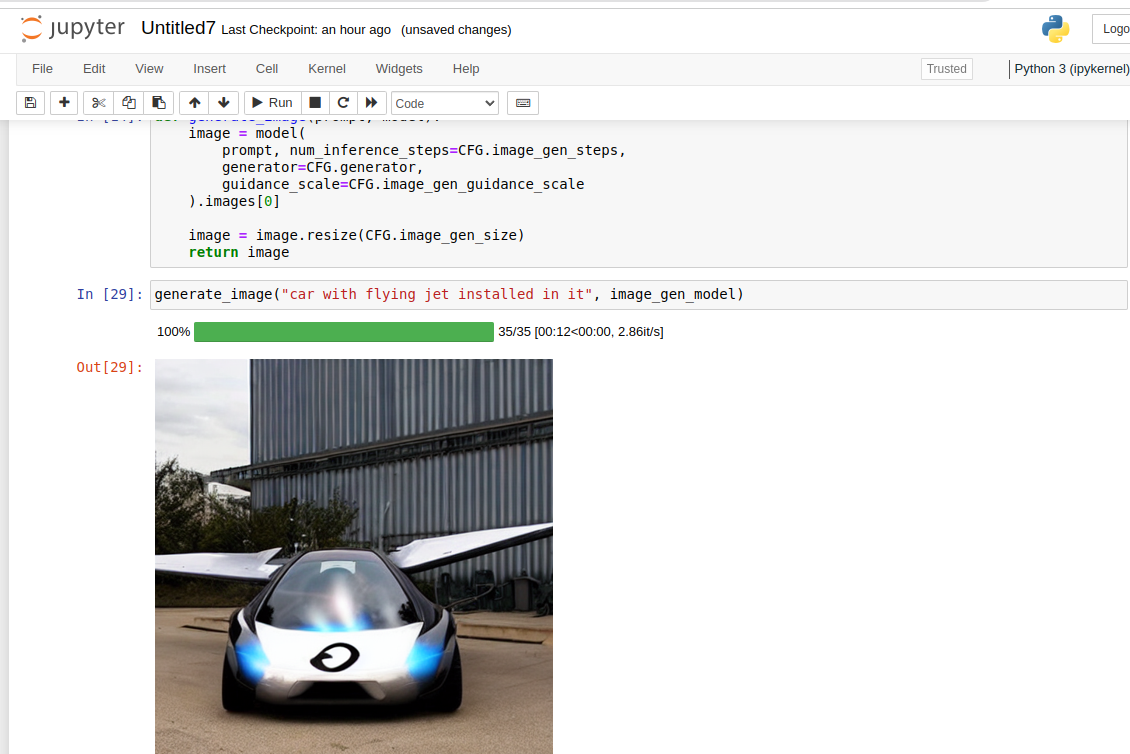 jupyter Untitled7 Last Checkpoint: an hour ago (unsaved changes)
Logo
File Edit View Insert Cell Kernel Widgets Help Trusted Python 3 (ipykernel)
Run Code
image = model(
prompt, num_inference_steps=CFG.image_gen_steps,
generator=CFG.generator,
guidance_scale=CFG.image_gen_guidance_scale
).images[0]
image = image.resize(CFG.image_gen_size)
return image
In [29]: generate_image("car with flying jet installed in it", image_gen_model)
100% 35/35 [00:12<00:00, 2.86it/s]
Out[29]: